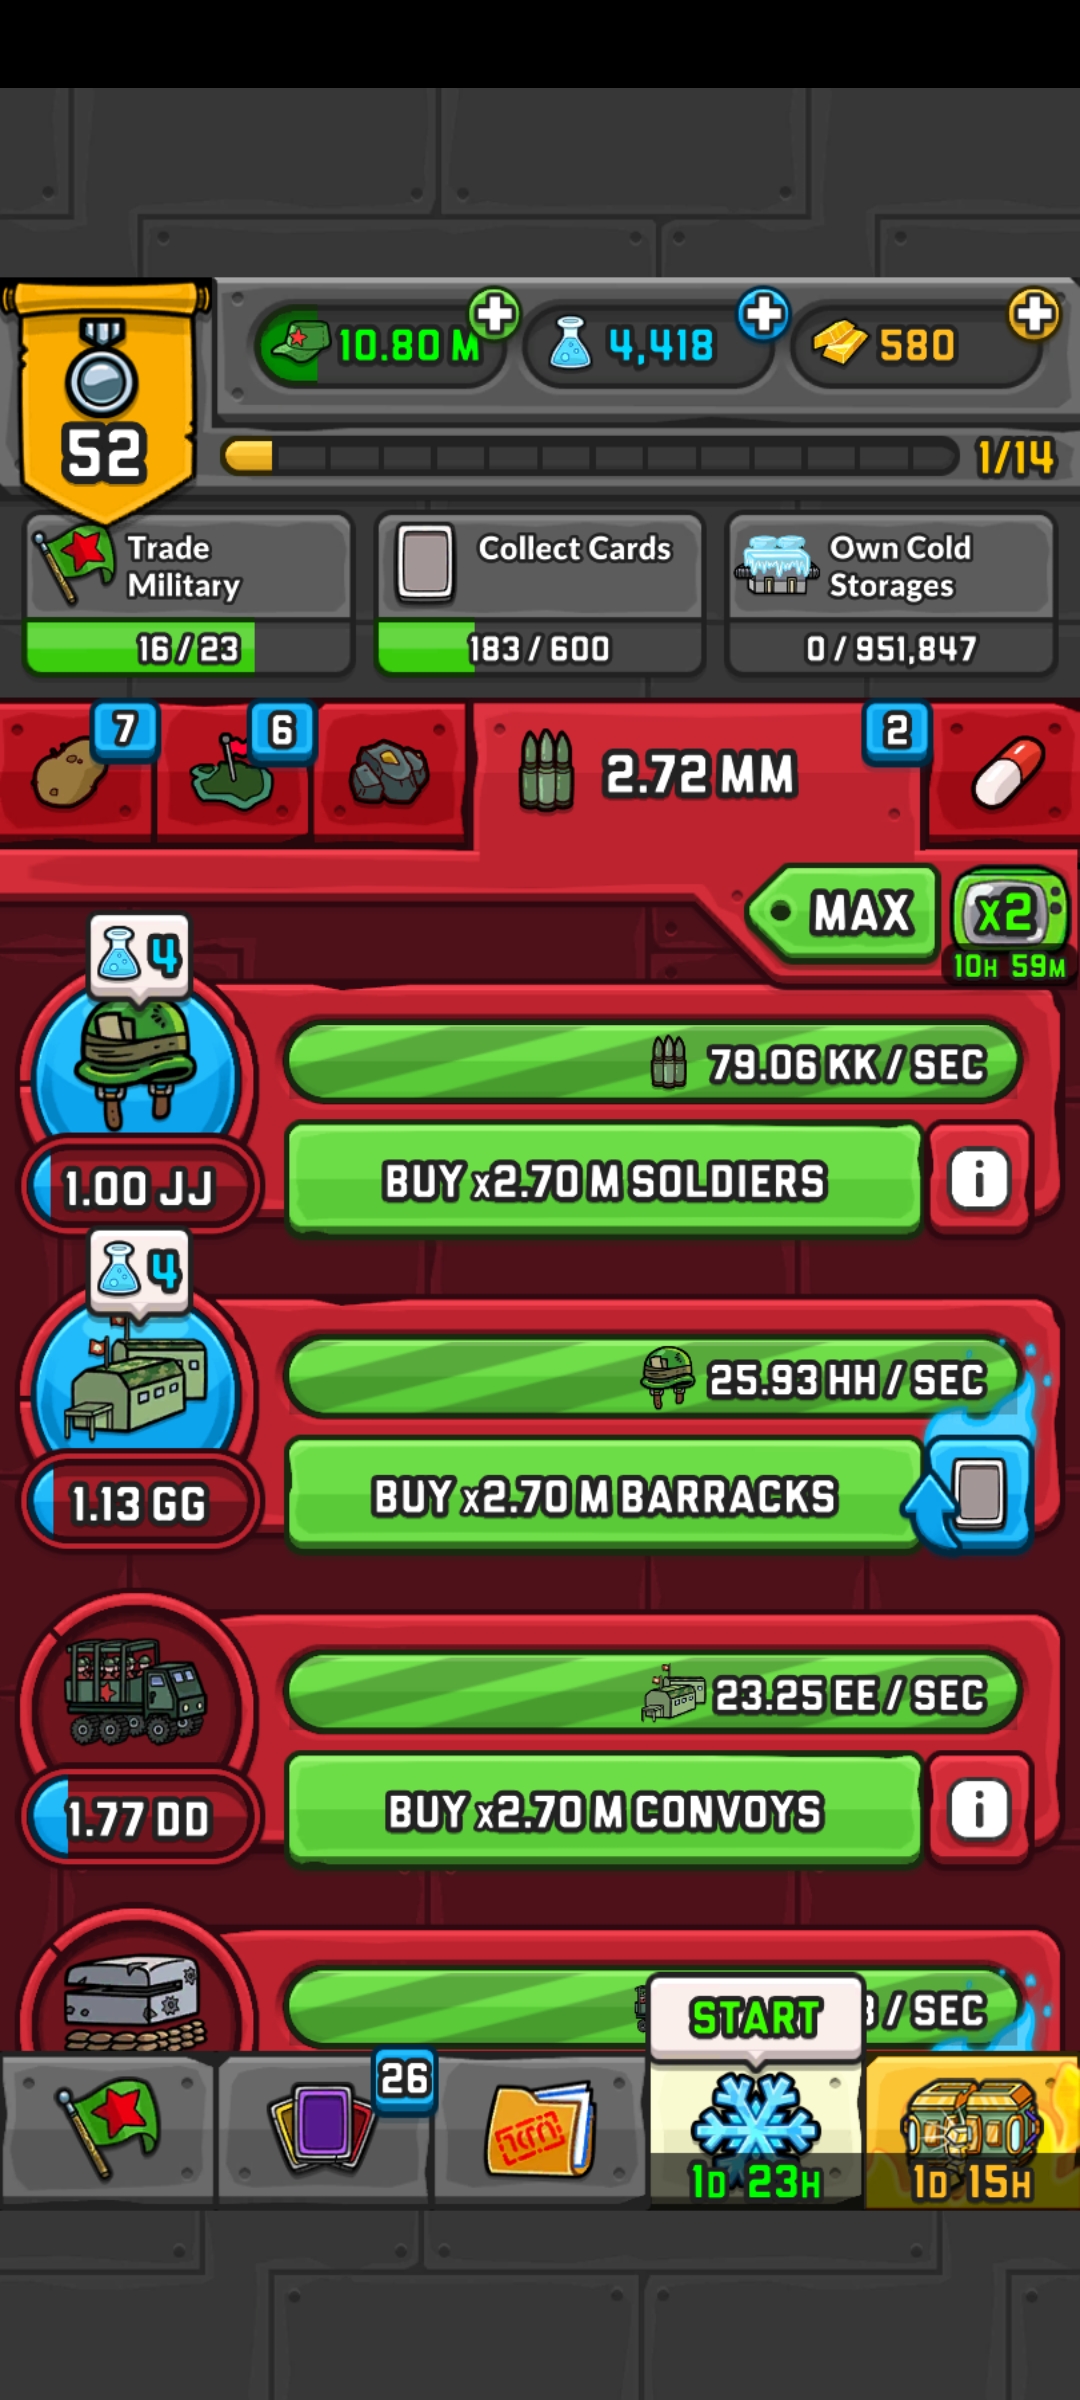 10.80 M
4,418
580
52
1/14
Trade
Military
Collect Cards
Own Cold
Storages
16/23
183/600
0/951,847
7
6
2.72 MM
2
MAX
x2
10H 59M
4
79.06 KK/SEC
1.00 JJ
BUY x2.70 M SOLDIERS
i
4
25.93 HH/SEC
1.13 GG
BUY x2.70 M BARRACKS
23.25 EE/SEC
1.77 DD
BUY x2.70 M CONVOYS
i
/SEC
START
26
1D 23H
1D 15H